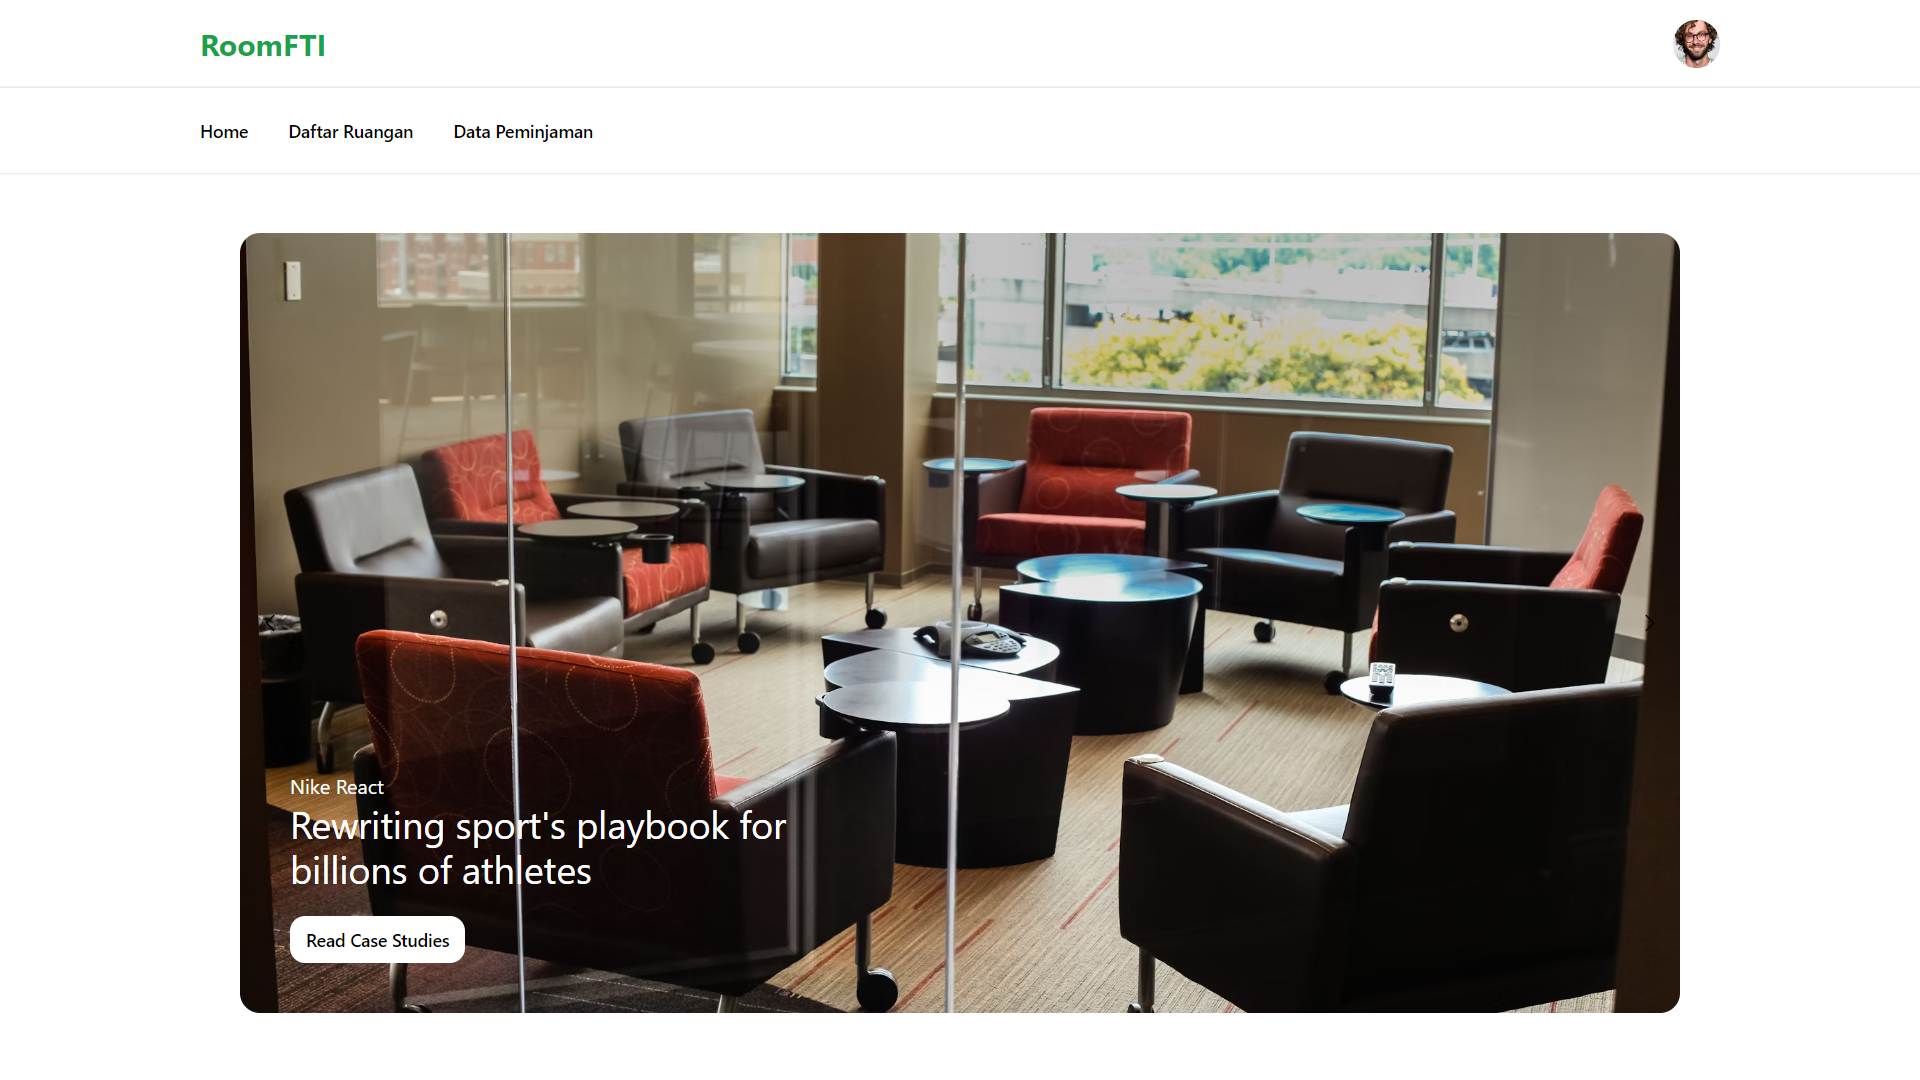 RoomFTI
Home
Daftar Ruangan
Data Peminjaman
Nike React
Rewriting sport's playbook for
billions of athletes
Read Case Studies